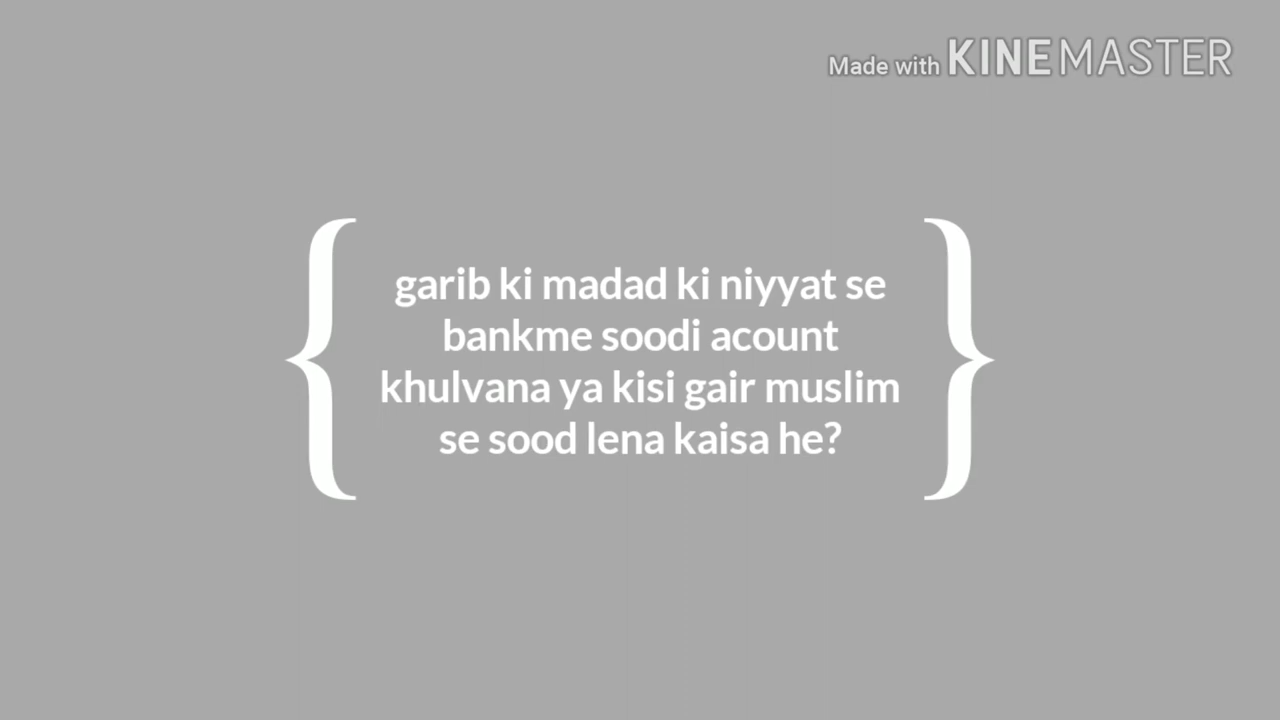 Made with KINEMASTER
garib ki madad ki niyyat se
bankme soodi acount
khulvana ya kisi gair muslim
se sood lena kaisa he?